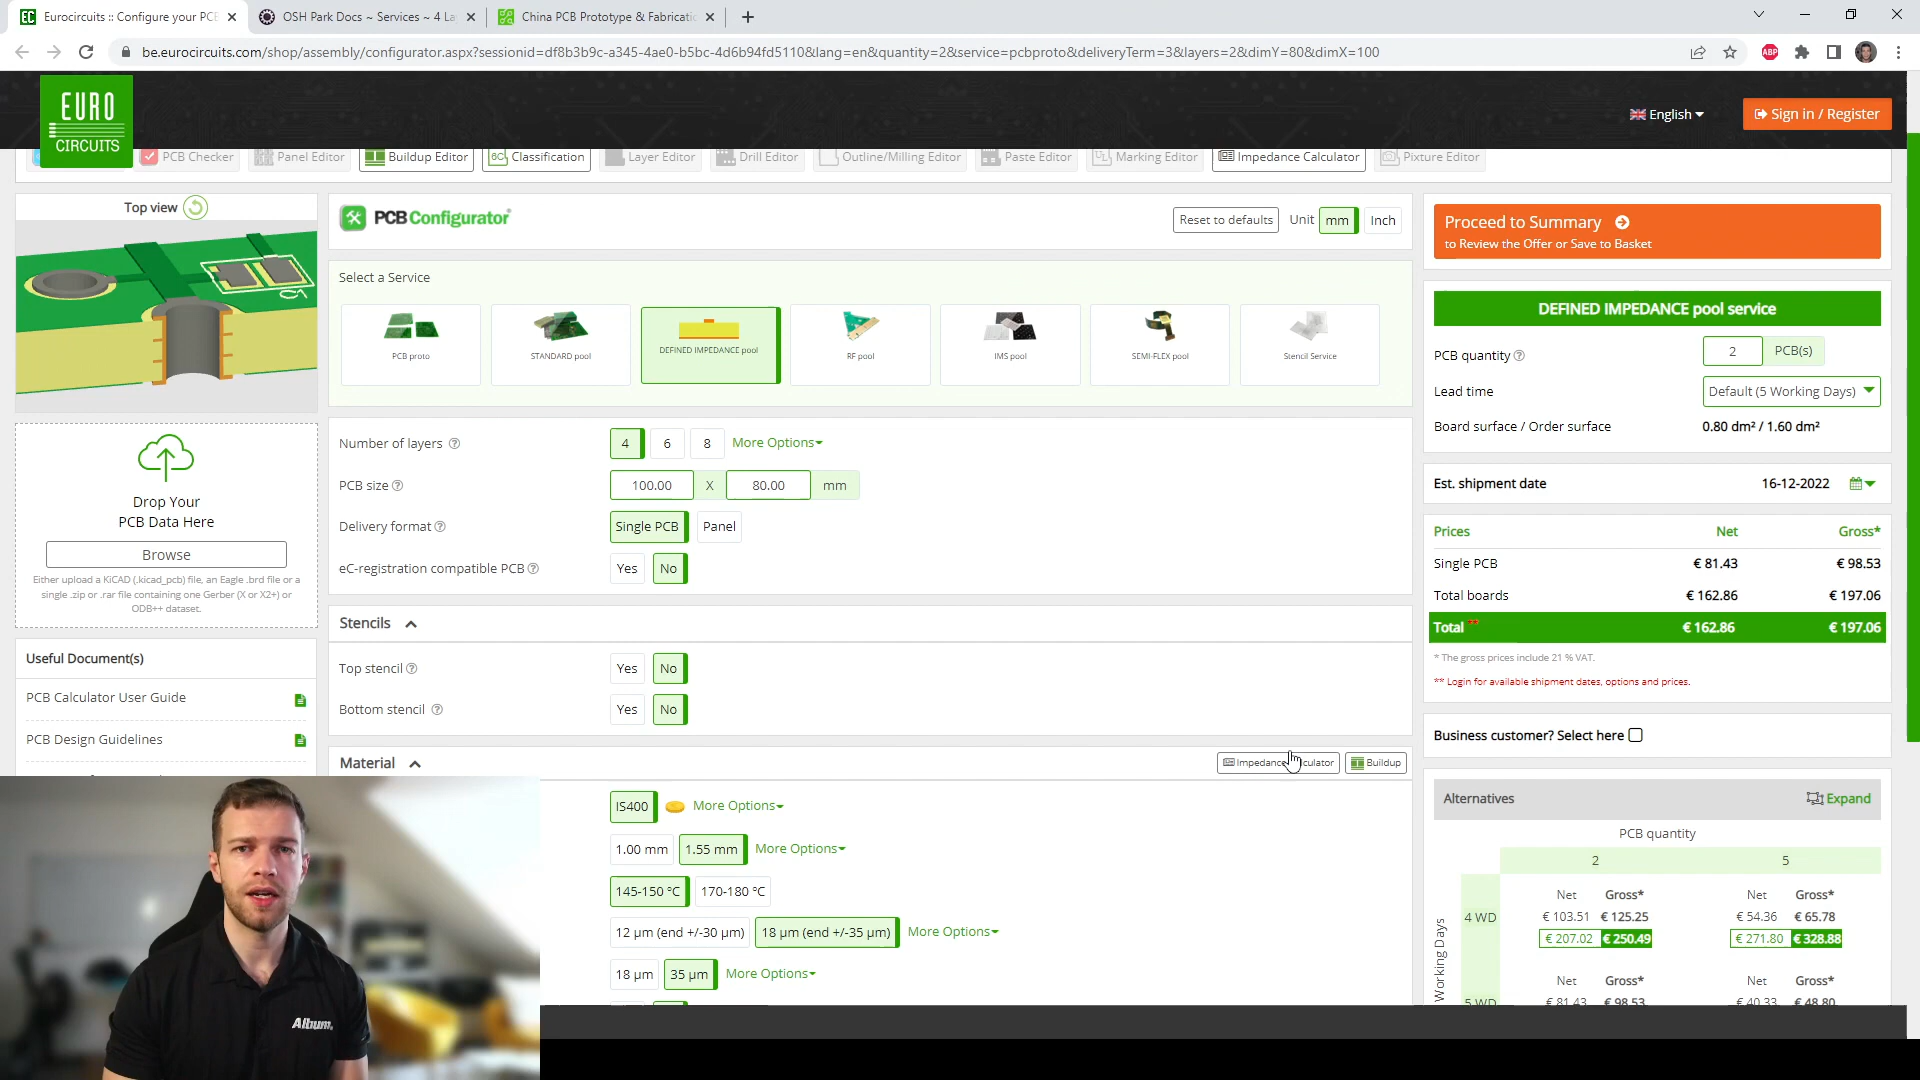 Eurocircuits :: Configure your PCB
OSH Park Docs ~ Services ~ 4 La
China PCB Prototype & Fabricatio
be.eurocircuits.com/shop/assembly/configurator.aspx?sessionid=df8b3b9c-a345-4ae0-b5bc-4d6b94fd5110&lang=en&quantity=2&service=pcbproto&deliveryTerm=3&layers=2&dimY=80&dimX=100
ABP
EURO
CIRCUITS
English
Sign in / Register
PCB Checker
Panel Editor
Buildup Editor
Classification
Layer Editor
Drill Editor
Outline/Milling Editor
Paste Editor
Marking Editor
Impedance Calculator
Pixture Editor
Top view
C1
PCBConfigurator
Reset to defaults
Unit
mm
Inch
Select a Service
PCB proto
STANDARD pool
DEFINED IMPEDANCE pool
RF pool
IMS pool
SEMI-FLEX pool
Stencil Service
Number of layers
4
6
8
More Options
PCB size
100.00
X
80.00
mm
Delivery format
Single PCB
Panel
eC-registration compatible PCB
Yes
No
Stencils
Top stencil
Yes
No
Bottom stencil
Yes
No
Material
Buildup
IS400
More Options
1.00 mm
1.55 mm
More Options
145-150 °C
170-180 °C
12 µm (end +/-30 µm)
18 µm (end +/-35 µm)
More Options
18 µm
35 µm
More Options
Drop Your
PCB Data Here
Browse
Either upload a KiCAD (.kicad_pcb) file, an Eagle .brd file or a
single .zip or .rar file containing one Gerber (X or X2+) or
ODB++ dataset.
Useful Document(s)
PCB Calculator User Guide
PCB Design Guidelines
Proceed to Summary
to Review the Offer or Save to Basket
DEFINED IMPEDANCE pool service
PCB quantity
2
PCB(s)
Lead time
Default (5 Working Days)
Board surface / Order surface
0.80 dm² / 1.60 dm²
Est. shipment date
16-12-2022
Prices
Net
Gross*
Single PCB
€ 81.43
€ 98.53
Total boards
€ 162.86
€ 197.06
Total **
€ 162.86
€ 197.06
* The gross prices include 21 % VAT.
** Login for available shipment dates, options and prices.
Business customer? Select here
Alternatives
Expand
PCB quantity
2
5
Working Days
Net
Gross*
Net
Gross*
4 WD
€ 103.51
€ 125.25
€ 54.36
€ 65.78
€ 207.02
€ 250.49
€ 271.80
€ 328.88
Net
Gross*
Net
Gross*
5 WD
€ 81.43
€ 98.53
€ 40.33
€ 48.80
Altium.